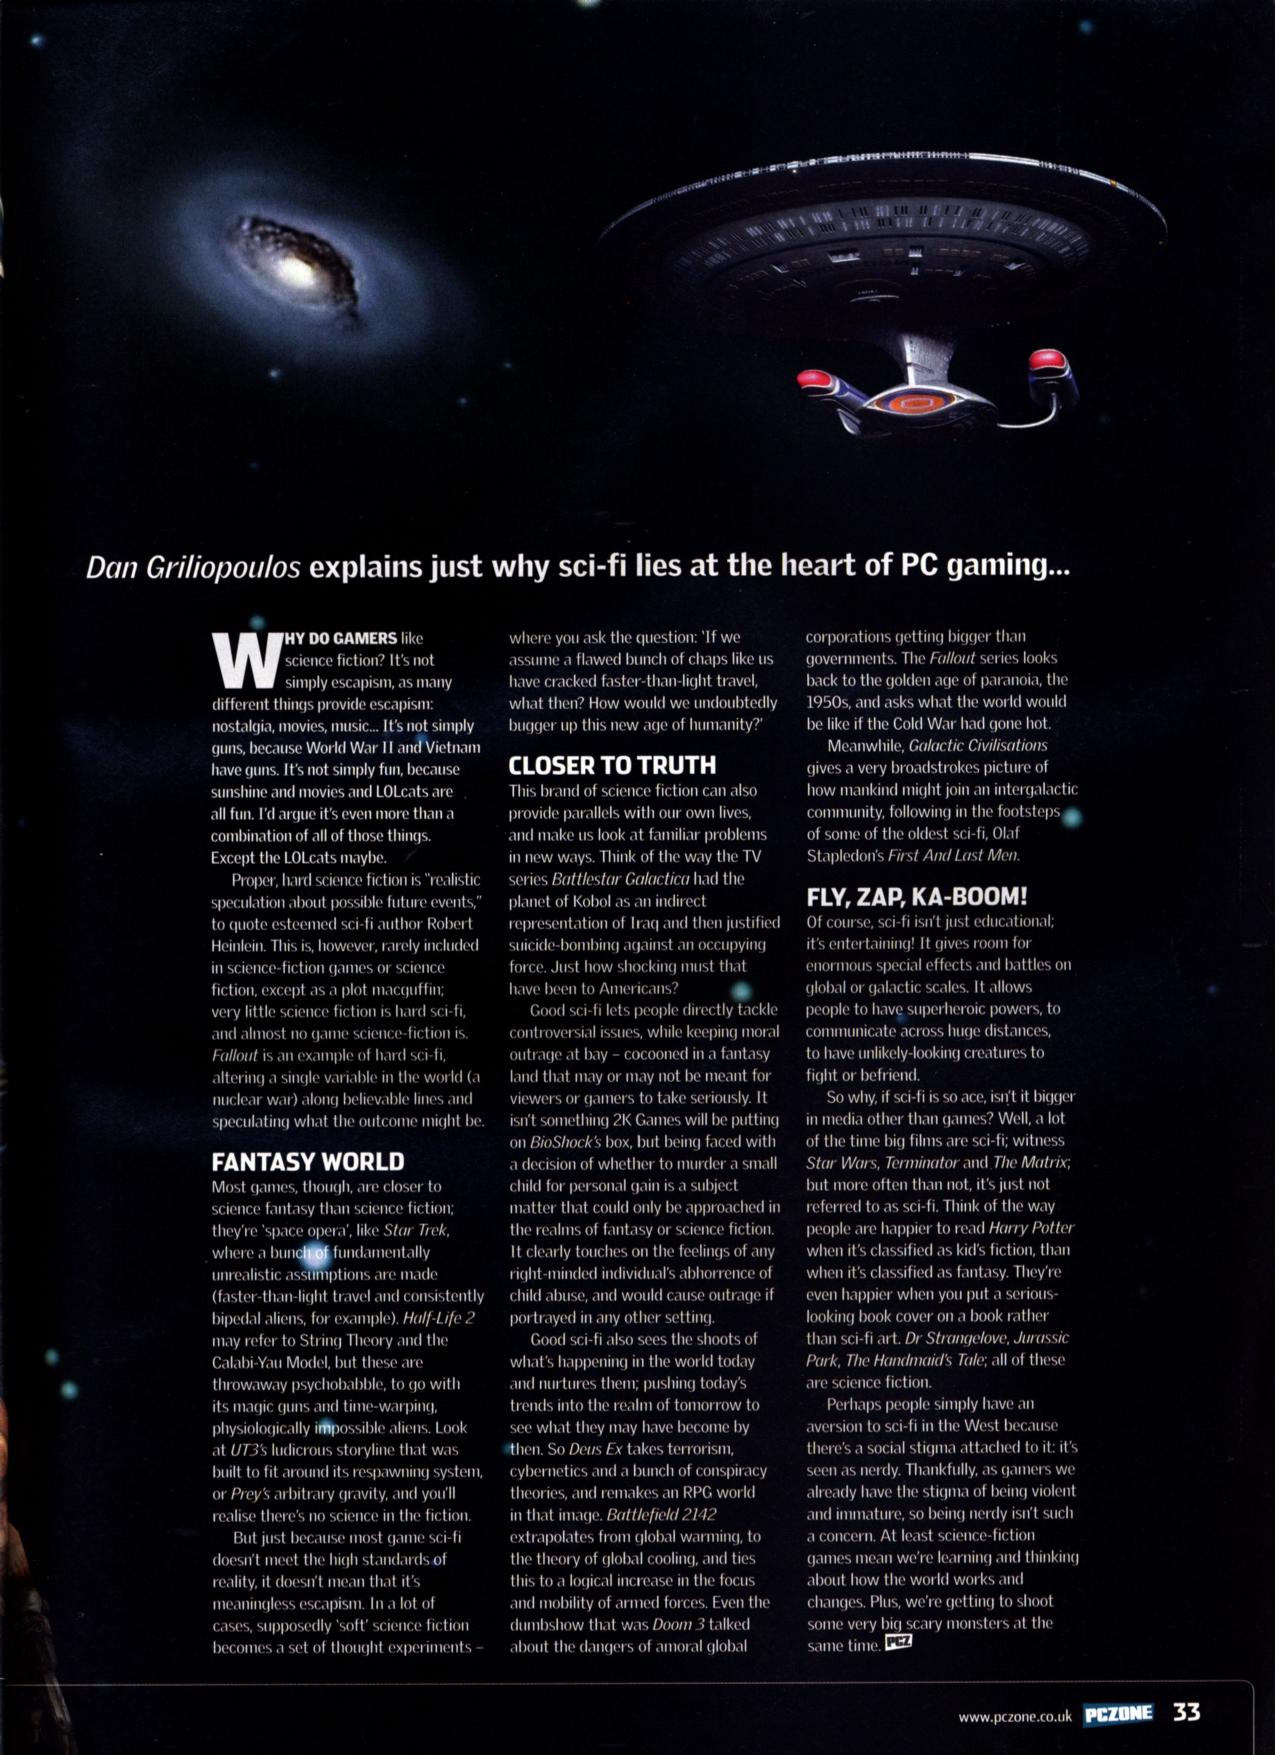 Dan Griliopoulos explains just why sci-fi lies at the heart of PC gaming...
WHY DO GAMERS like
science fiction? It's not
simply escapism, as many
different things provide escapism:
nostalgia, movies, music... It's not simply
guns, because World War II and Vietnam
have guns. It's not simply fun, because
sunshine and movies and LOLcats are
all fun. I'd argue it's even more than a
combination of all of those things.
Except the LOLcats maybe.
Proper, hard science fiction is "realistic
speculation about possible future events,"
to quote esteemed sci-fi author Robert
Heinlein. This is, however, rarely included
in science-fiction games or science
fiction, except as a plot macguffin;
very little science fiction is hard sci-fi,
and almost no game science-fiction is.
Fallout is an example of hard sci-fi,
altering a single variable in the world (a
nuclear war) along believable lines and
speculating what the outcome might be.
FANTASY WORLD
Most games, though, are closer to
science fantasy than science fiction;
they're 'space opera', like Star Trek,
where a bunch of fundamentally
unrealistic assumptions are made
(faster-than-light travel and consistently
bipedal aliens, for example). Half-Life 2
may refer to String Theory and the
Calabi-Yau Model, but these are
throwaway psychobabble, to go with
its magic guns and time-warping,
physiologically impossible aliens. Look
at UT3's ludicrous storyline that was
built to fit around its respawning system,
or Prey's arbitrary gravity, and you'll
realise there's no science in the fiction.
But just because most game sci-fi
doesn't meet the high standards of
reality, it doesn't mean that it's
meaningless escapism. In a lot of
cases, supposedly 'soft' science fiction
becomes a set of thought experiments –
where you ask the question: 'If we
assume a flawed bunch of chaps like us
have cracked faster-than-light travel,
what then? How would we undoubtedly
bugger up this new age of humanity?'
CLOSER TO TRUTH
This brand of science fiction can also
provide parallels with our own lives,
and make us look at familiar problems
in new ways. Think of the way the TV
series Battlestar Galactica had the
planet of Kobol as an indirect
representation of Iraq and then justified
suicide-bombing against an occupying
force. Just how shocking must that
have been to Americans?
Good sci-fi lets people directly tackle
controversial issues, while keeping moral
outrage at bay – cocooned in a fantasy
land that may or may not be meant for
viewers or gamers to take seriously. It
isn't something 2K Games will be putting
on BioShock's box, but being faced with
a decision of whether to murder a small
child for personal gain is a subject
matter that could only be approached in
the realms of fantasy or science fiction.
It clearly touches on the feelings of any
right-minded individual's abhorrence of
child abuse, and would cause outrage if
portrayed in any other setting.
Good sci-fi also sees the shoots of
what's happening in the world today
and nurtures them; pushing today's
trends into the realm of tomorrow to
see what they may have become by
then. So Deus Ex takes terrorism,
cybernetics and a bunch of conspiracy
theories, and remakes an RPG world
in that image. Battlefield 2142
extrapolates from global warming, to
the theory of global cooling, and ties
this to a logical increase in the focus
and mobility of armed forces. Even the
dumbshow that was Doom 3 talked
about the dangers of amoral global
corporations getting bigger than
governments. The Fallout series looks
back to the golden age of paranoia, the
1950s, and asks what the world would
be like if the Cold War had gone hot.
Meanwhile, Galactic Civilisations
gives a very broadstrokes picture of
how mankind might join an intergalactic
community, following in the footsteps
of some of the oldest sci-fi, Olaf
Stapledon's First And Last Men.
FLY, ZAP, KA-BOOM!
Of course, sci-fi isn't just educational;
it's entertaining! It gives room for
enormous special effects and battles on
global or galactic scales. It allows
people to have superheroic powers, to
communicate across huge distances,
to have unlikely-looking creatures to
fight or befriend.
So why, if sci-fi is so ace, isn't it bigger
in media other than games? Well, a lot
of the time big films are sci-fi; witness
Star Wars, Terminator and The Matrix;
but more often than not, it's just not
referred to as sci-fi. Think of the way
people are happier to read Harry Potter
when it's classified as kid's fiction, than
when it's classified as fantasy. They're
even happier when you put a serious-
looking book cover on a book rather
than sci-fi art. Dr Strangelove, Jurassic
Park, The Handmaid's Tale; all of these
are science fiction.
Perhaps people simply have an
aversion to sci-fi in the West because
there's a social stigma attached to it: it's
seen as nerdy. Thankfully, as gamers we
already have the stigma of being violent
and immature, so being nerdy isn't such
a concern. At least science-fiction
games mean we're learning and thinking
about how the world works and
changes. Plus, we're getting to shoot
some very big scary monsters at the
same time. PCZ
www.pczone.co.uk PCZONE 33